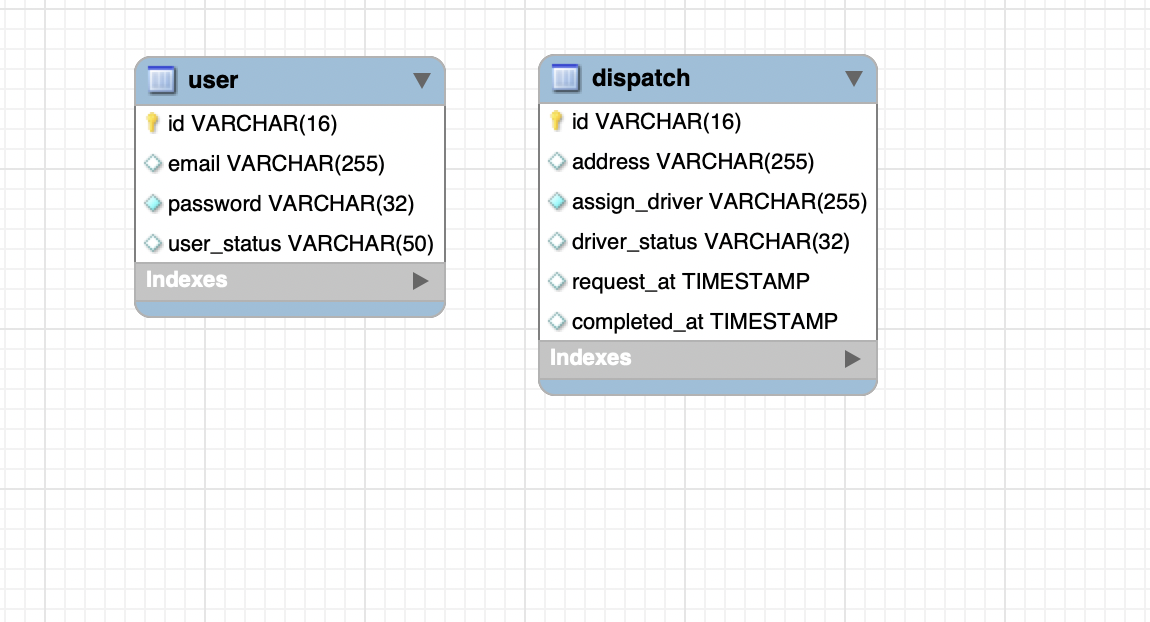 user
id VARCHAR(16)
email VARCHAR(255)
password VARCHAR(32)
user_status VARCHAR(50)
Indexes
dispatch
id VARCHAR(16)
address VARCHAR(255)
assign_driver VARCHAR(255)
driver_status VARCHAR(32)
request_at TIMESTAMP
completed_at TIMESTAMP
Indexes